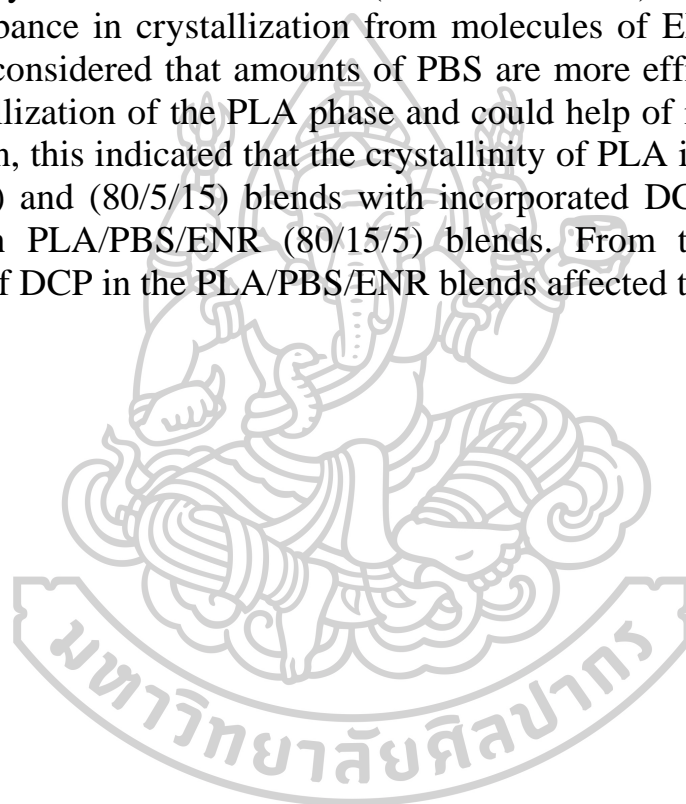 bance in crystallization from molecules of E
considered that amounts of PBS are more effi
llization of the PLA phase and could help of
n, this indicated that the crystallinity of PLA i
) and (80/5/15) blends with incorporated DC
PLA/PBS/ENR (80/15/5) blends. From t
f DCP in the PLA/PBS/ENR blends affected t
มหาวิทยาลัยศิลปากร